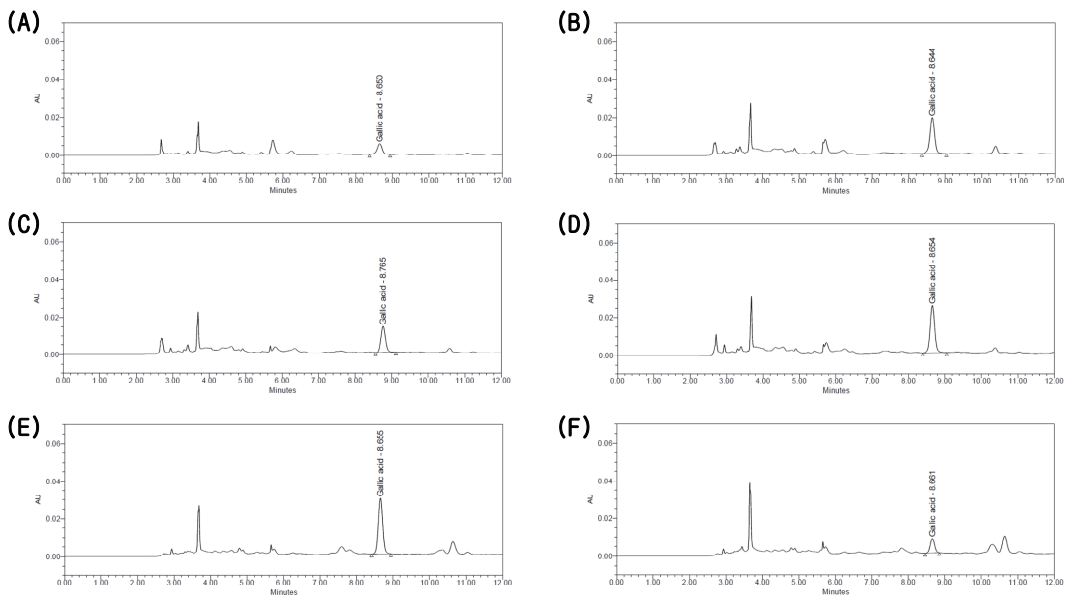 (A)
0.06
0.04
0.02
0.00
AU
Gallic acid - 8.650
0.00 1.00 2.00 3.00 4.00 5.00 6.00 7.00 8.00 9.00 10.00 11.00 12.00
Minutes
(B)
0.06
0.04
0.02
0.00
AU
Gallic acid - 8.644
0.00 1.00 2.00 3.00 4.00 5.00 6.00 7.00 8.00 9.00 10.00 11.00 12.00
Minutes
(C)
0.06
0.04
0.02
0.00
AU
Gallic acid - 8.765
0.00 1.00 2.00 3.00 4.00 5.00 6.00 7.00 8.00 9.00 10.00 11.00 12.00
Minutes
(D)
0.06
0.04
0.02
0.00
AU
Gallic acid - 8.654
0.00 1.00 2.00 3.00 4.00 5.00 6.00 7.00 8.00 9.00 10.00 11.00 12.00
Minutes
(E)
0.06
0.04
0.02
0.00
AU
Gallic acid - 8.655
0.00 1.00 2.00 3.00 4.00 5.00 6.00 7.00 8.00 9.00 10.00 11.00 12.00
Minutes
(F)
0.06
0.04
0.02
0.00
AU
Gallic acid - 8.661
0.00 1.00 2.00 3.00 4.00 5.00 6.00 7.00 8.00 9.00 10.00 11.00 12.00
Minutes